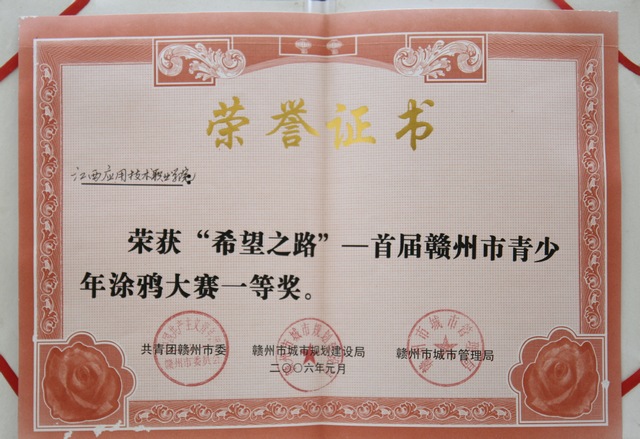 荣誉证书
江西应用技术职业学院：
荣获“希望之路”—首届赣州市青少
年涂鸦大赛一等奖。
共青团赣州市委 赣州市城市规划建设局 赣州市城市管理局
二〇〇六年元月